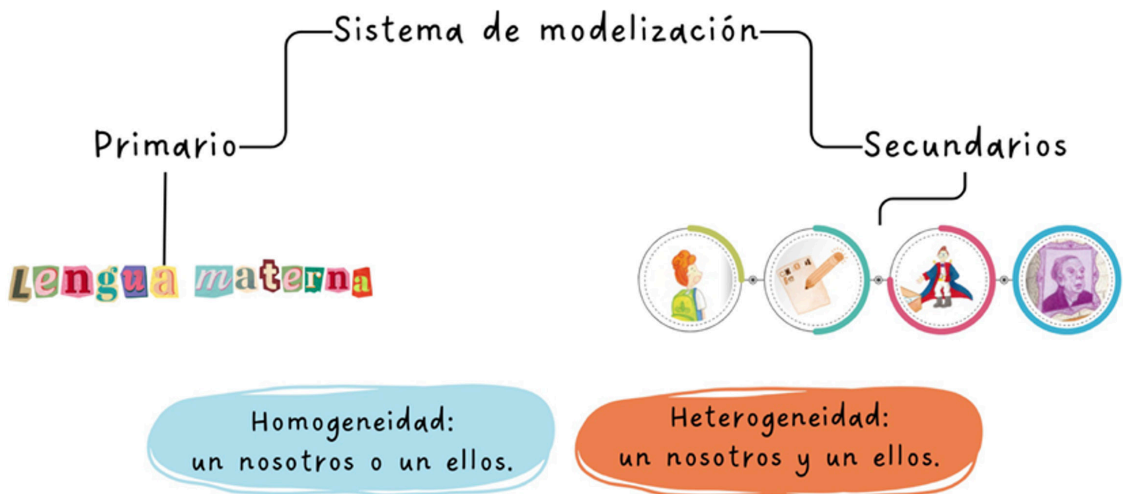 Sistema de modelización
Primario
Secundarios
Lengua materna
Homogeneidad:
un nosotros o un ellos.
Heterogeneidad:
un nosotros y un ellos.